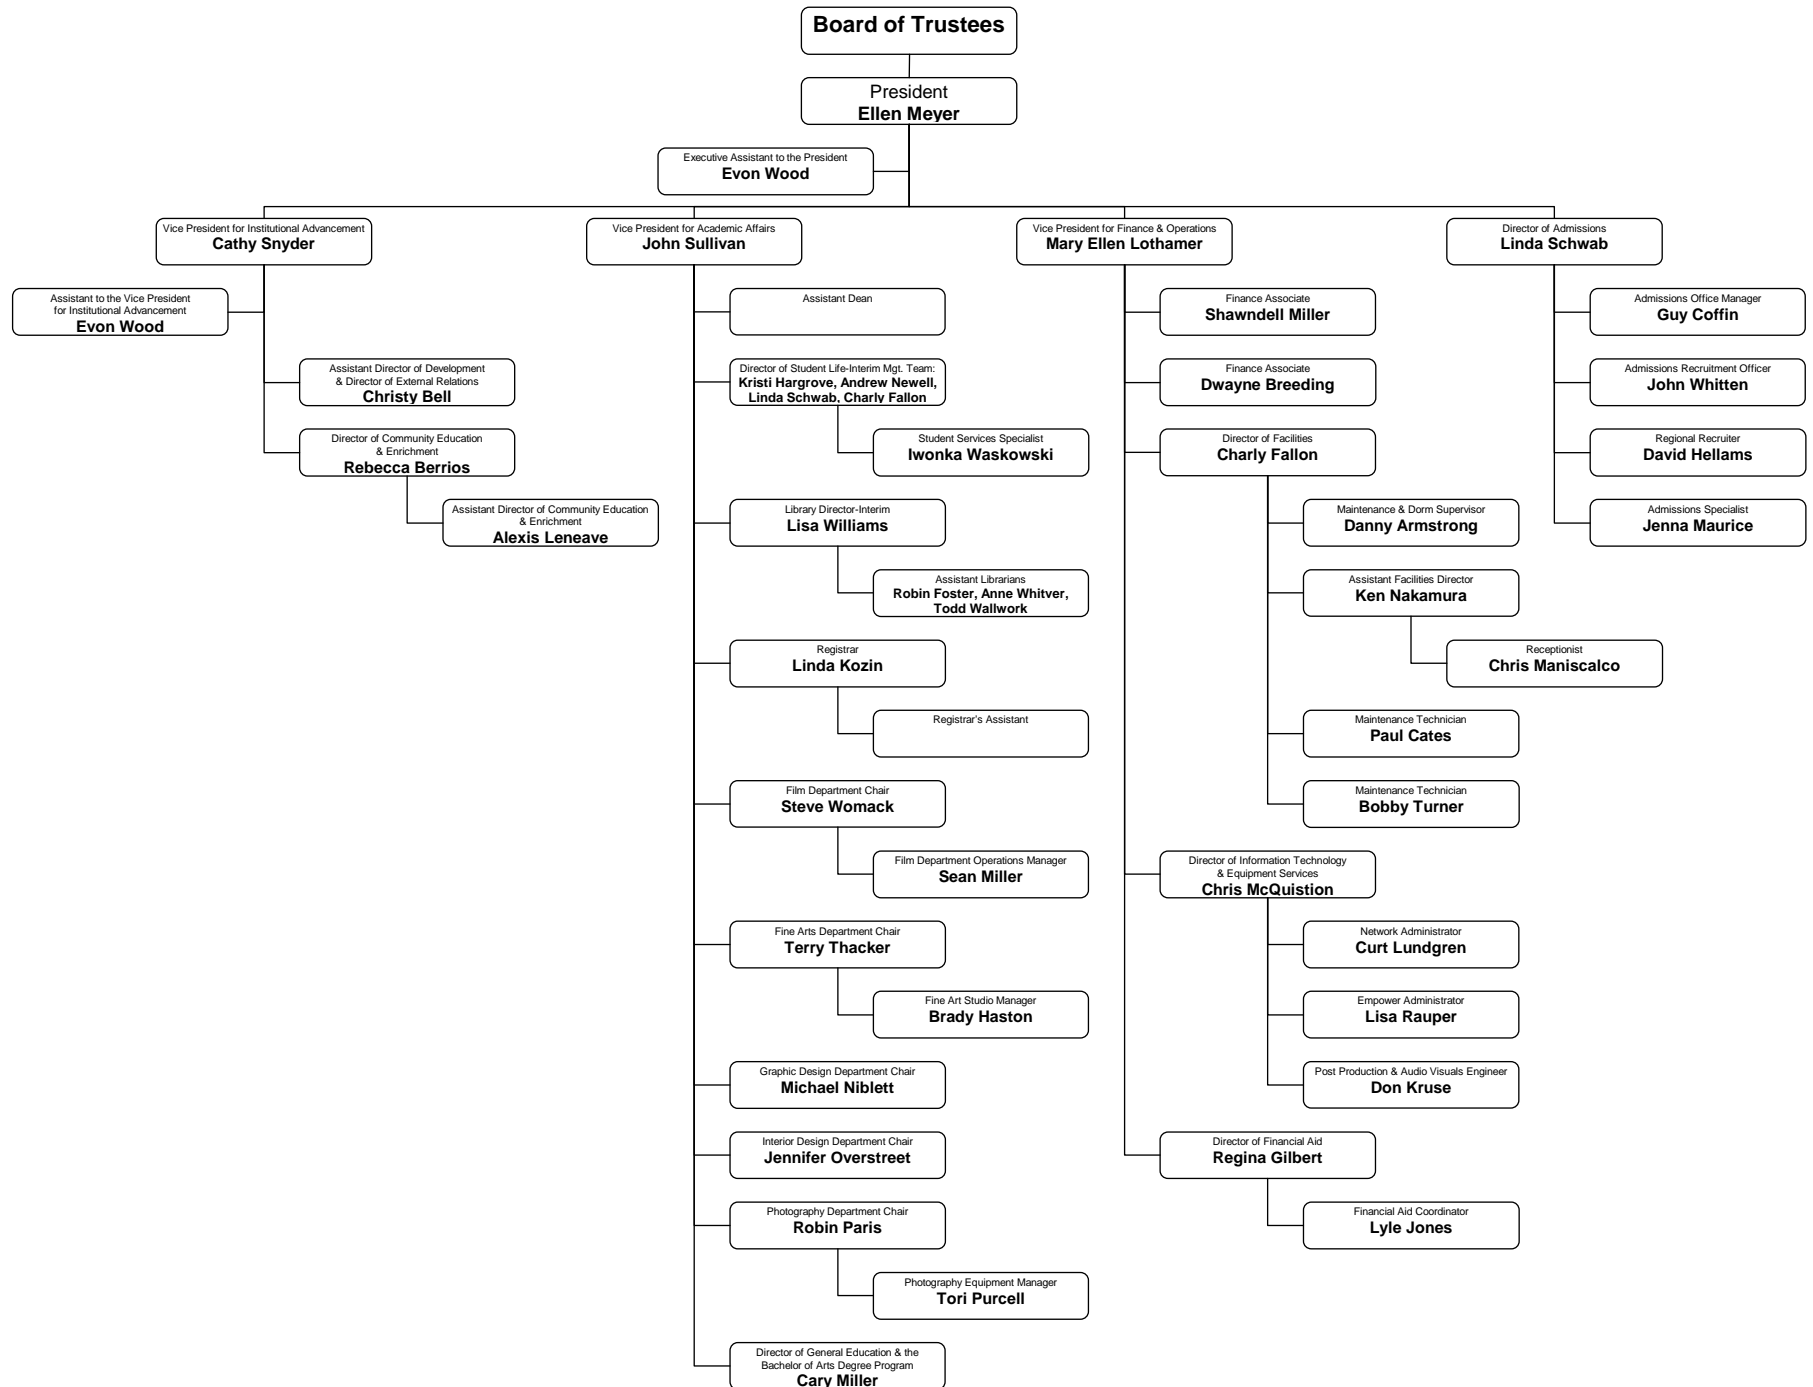 Board of Trustees
President
Ellen Meyer
Executive Assistant to the President
Evon Wood
Vice President for Institutional Advancement
Cathy Snyder
Assistant to the Vice President
for Institutional Advancement
Evon Wood
Assistant Director of Development
& Director of External Relations
Christy Bell
Director of Community Education
& Enrichment
Rebecca Berrios
Assistant Director of Community Education
& Enrichment
Alexis Leneave
Vice President for Academic Affairs
John Sullivan
Assistant Dean
Director of Student Life-Interim Mgt. Team:
Kristi Hargrove, Andrew Newell,
Linda Schwab, Charly Fallon
Student Services Specialist
Iwonka Waskowski
Library Director-Interim
Lisa Williams
Assistant Librarians
Robin Foster, Anne Whitver,
Todd Wallwork
Registrar
Linda Kozin
Registrar's Assistant
Film Department Chair
Steve Womack
Film Department Operations Manager
Sean Miller
Fine Arts Department Chair
Terry Thacker
Fine Art Studio Manager
Brady Haston
Graphic Design Department Chair
Michael Niblett
Interior Design Department Chair
Jennifer Overstreet
Photography Department Chair
Robin Paris
Photography Equipment Manager
Tori Purcell
Director of General Education & the
Bachelor of Arts Degree Program
Cary Miller
Vice President for Finance & Operations
Mary Ellen Lothamer
Finance Associate
Shawndell Miller
Finance Associate
Dwayne Breeding
Director of Facilities
Charly Fallon
Maintenance & Dorm Supervisor
Danny Armstrong
Assistant Facilities Director
Ken Nakamura
Receptionist
Chris Maniscalco
Maintenance Technician
Paul Cates
Maintenance Technician
Bobby Turner
Director of Information Technology
& Equipment Services
Chris McQuistion
Network Administrator
Curt Lundgren
Empower Administrator
Lisa Rauper
Post Production & Audio Visuals Engineer
Don Kruse
Director of Financial Aid
Regina Gilbert
Financial Aid Coordinator
Lyle Jones
Director of Admissions
Linda Schwab
Admissions Office Manager
Guy Coffin
Admissions Recruitment Officer
John Whitten
Regional Recruiter
David Hellams
Admissions Specialist
Jenna Maurice